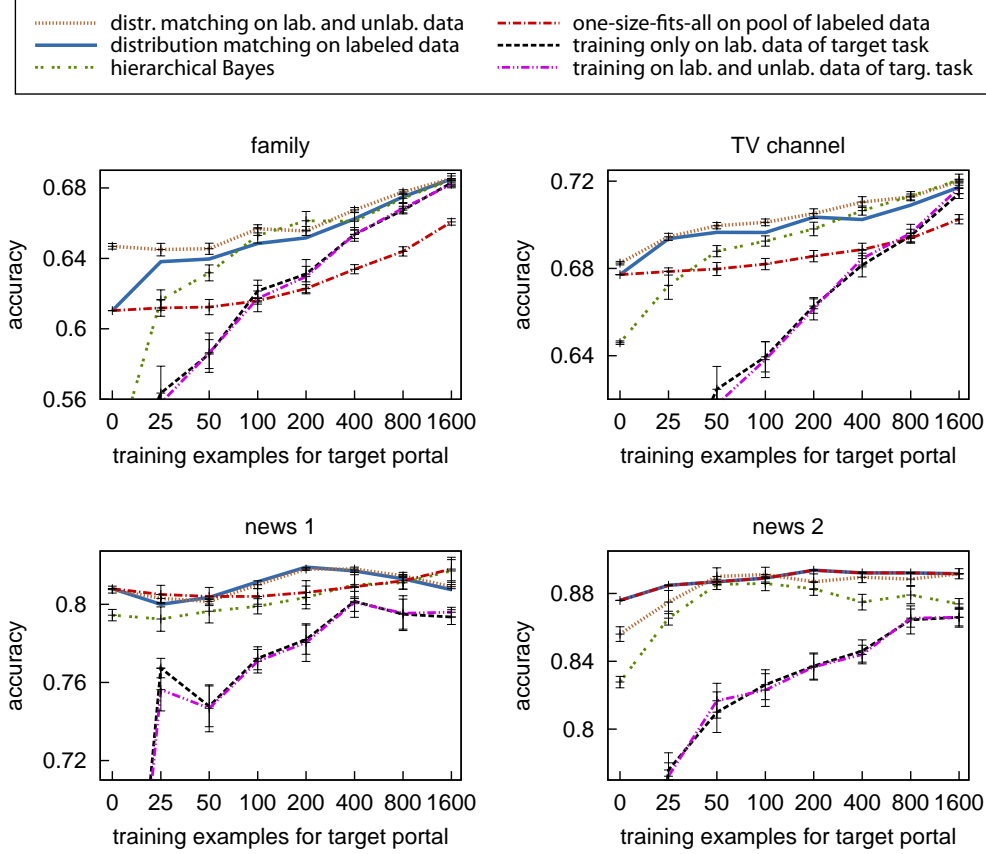 distr. matching on lab. and unlab. data
distribution matching on labeled data
hierarchical Bayes
one-size-fits-all on pool of labeled data
training only on lab. data of target task
training on lab. and unlab. data of targ. task
family
accuracy
0.68
0.64
0.6
0.56
0 25 50 100 200 400 800 1600
training examples for target portal
TV channel
accuracy
0.72
0.68
0.64
0 25 50 100 200 400 800 1600
training examples for target portal
news 1
accuracy
0.8
0.76
0.72
0 25 50 100 200 400 800 1600
training examples for target portal
news 2
accuracy
0.88
0.84
0.8
0 25 50 100 200 400 800 1600
training examples for target portal